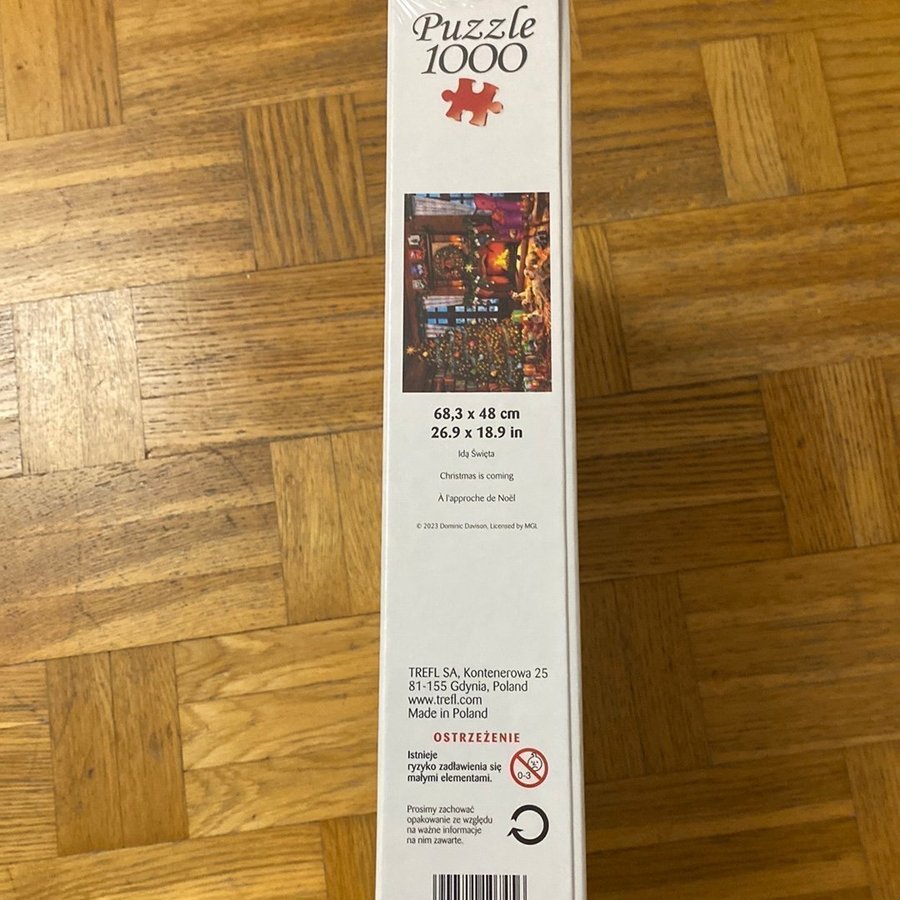 Puzzle
1000
68,3 x 48 cm
26.9 x 18.9 in
Idą Święta
Christmas is coming
À l'approche de Noël
© 2023 Dominic Davison, Licensed by MGL
TREFL SA, Kontenerowa 25
81-155 Gdynia, Poland
www.trefl.com
Made in Poland
OSTRZEŻENIE
Istnieje
ryzyko zadławienia się
małymi elementami.
0-3
Prosimy zachować
opakowanie ze względu
na ważne informacje
na nim zawarte.